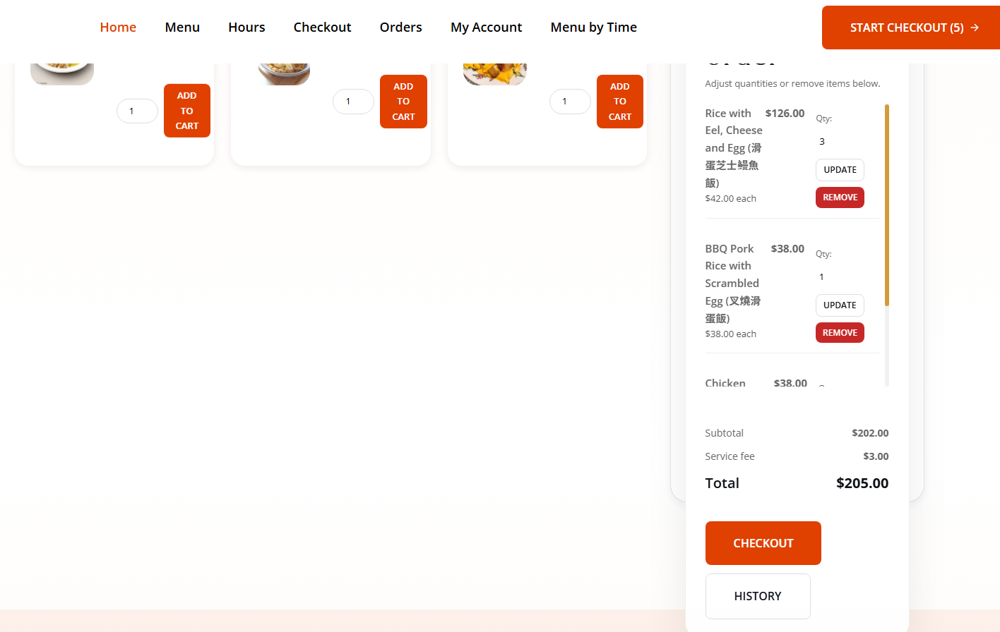 Home Menu Hours Checkout Orders My Account Menu by Time START CHECKOUT (5) →
1
ADD
TO
CART
1
ADD
TO
CART
1
ADD
TO
CART
Adjust quantities or remove items below.
Rice with
Eel, Cheese
and Egg (滑
蛋芝士鰻魚
飯)
$42.00 each
$126.00
Qty:
3
UPDATE
REMOVE
BBQ Pork
Rice with
Scrambled
Egg (叉燒滑
蛋飯)
$38.00 each
$38.00
Qty:
1
UPDATE
REMOVE
Chicken
$38.00
Subtotal $202.00
Service fee $3.00
Total $205.00
CHECKOUT
HISTORY